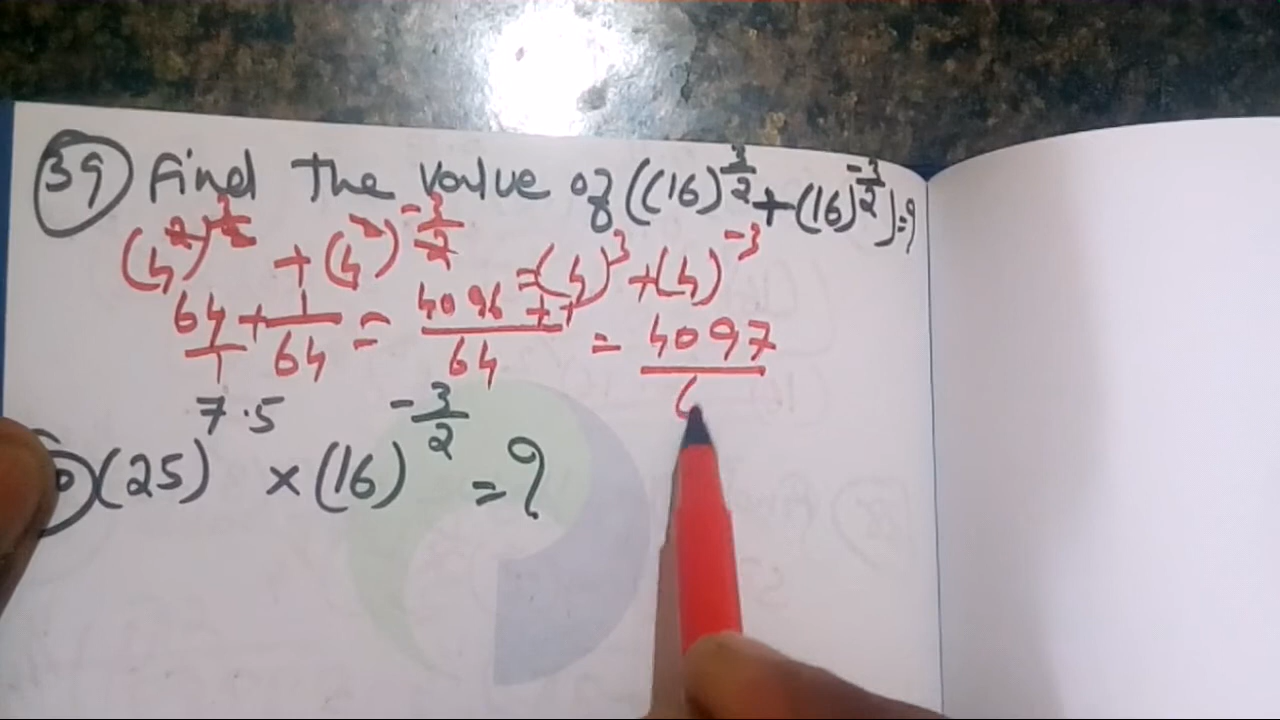 39 Find the value of ((16)^{3/2} + (16)^{-3/2}) = ?
(4^2)^{3/2} + (4^2)^{-3/2} = (4)^3 + (4)^{-3}
64/1 + 1/64 = 4096 + 1/64 = 4097/6
(25)^{7.5} × (16)^{-3/2} = ?